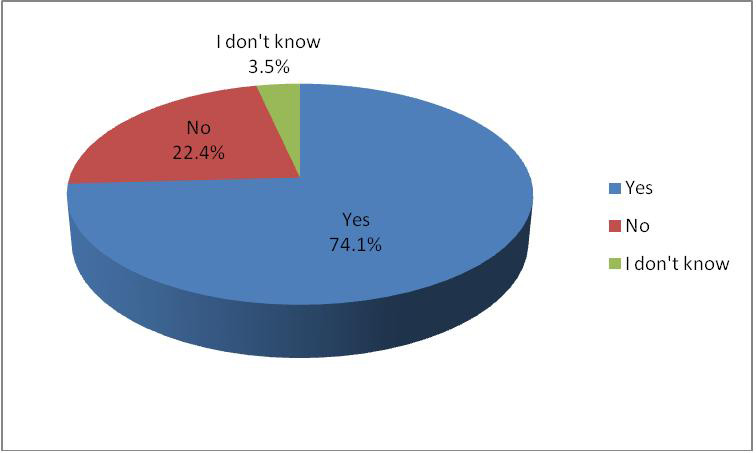 I don't know
3.5%
No
22.4%
Yes
74.1%
Yes
No
I don't know